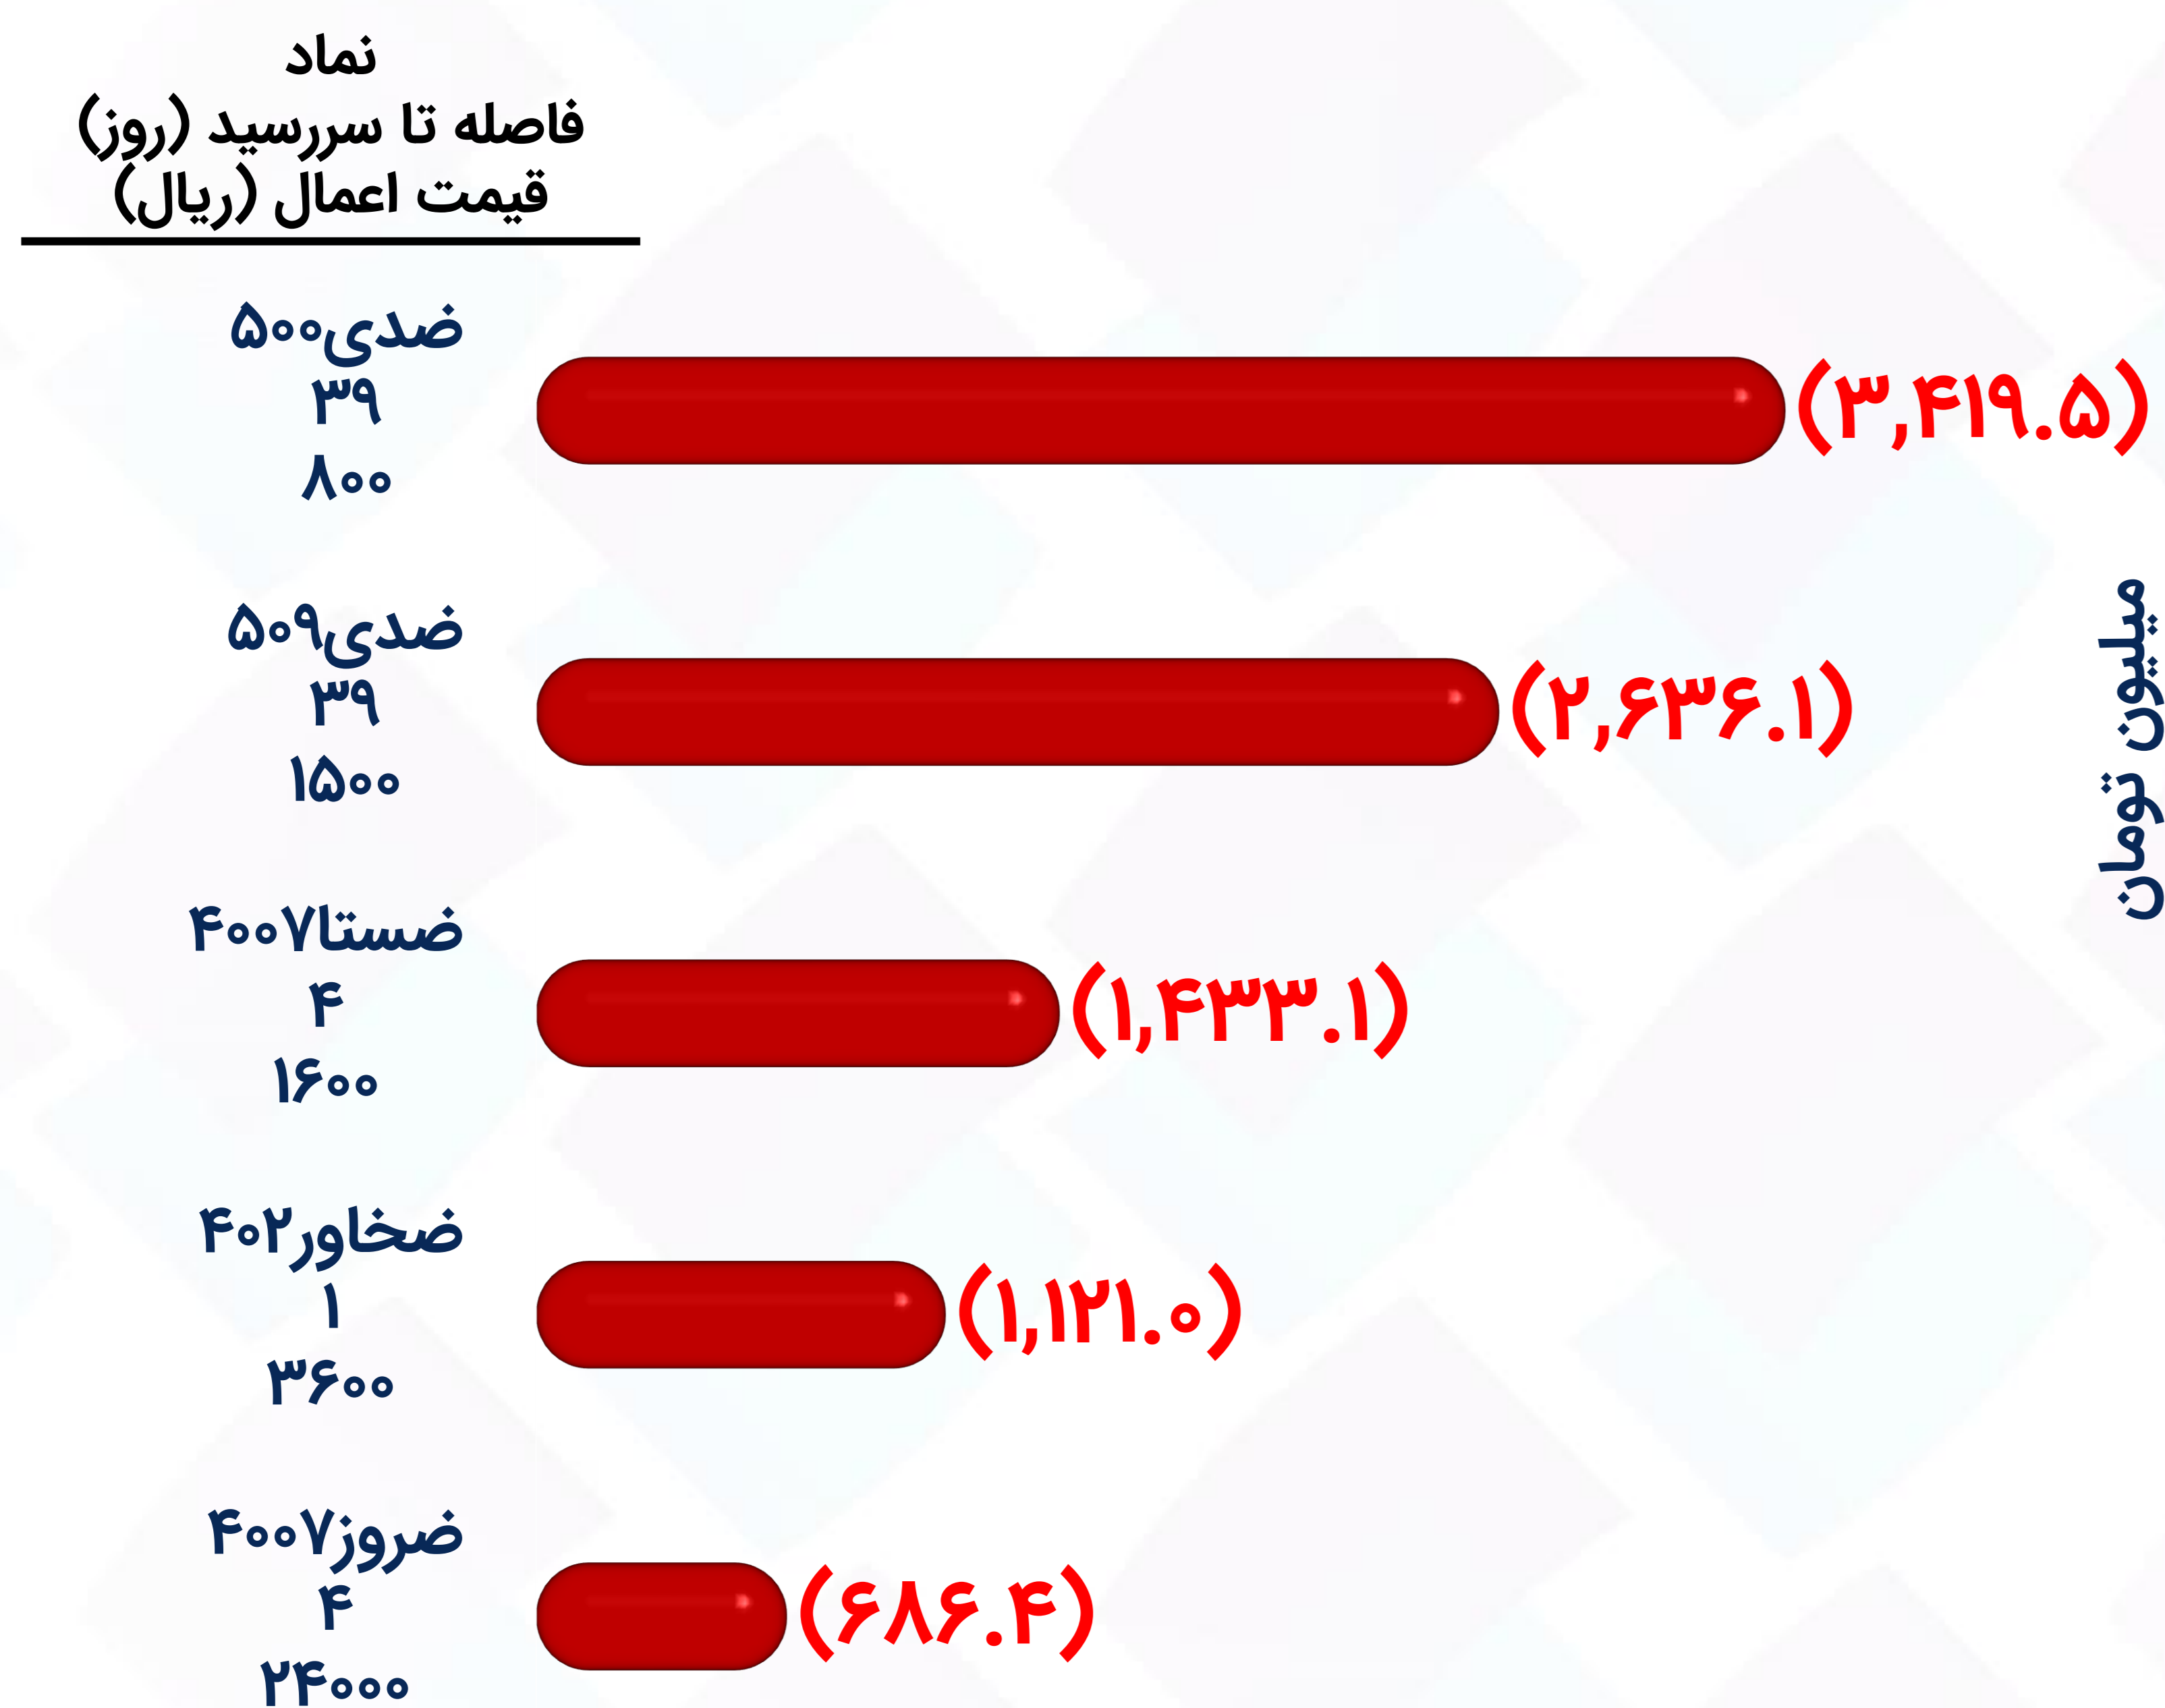 نماد
فاصله تا سررسید (روز)
قیمت اعمال (ریال)
ضدی۵۰۰
۳۹
۸۰۰
(۳,۴۱۹.۵)
ضدی۵۰۹
۳۹
۱۵۰۰
(۲,۶۳۶.۱)
ضستا۴۰۰۷
۴
۱۶۰۰
(۱,۴۳۳.۱)
ضخاور۴۰۲
۱
۳۶۰۰
(۱,۱۲۱.۰)
ضروز۴۰۰۷
۴
۲۴۰۰۰
(۶۸۶.۴)
میلیون تومان